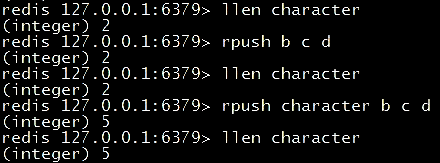 redis 127.0.0.1:6379> llen character
(integer) 2
redis 127.0.0.1:6379> rpush b c d
(integer) 2
redis 127.0.0.1:6379> llen character
(integer) 2
redis 127.0.0.1:6379> rpush character b c d
(integer) 5
redis 127.0.0.1:6379> llen character
(integer) 5